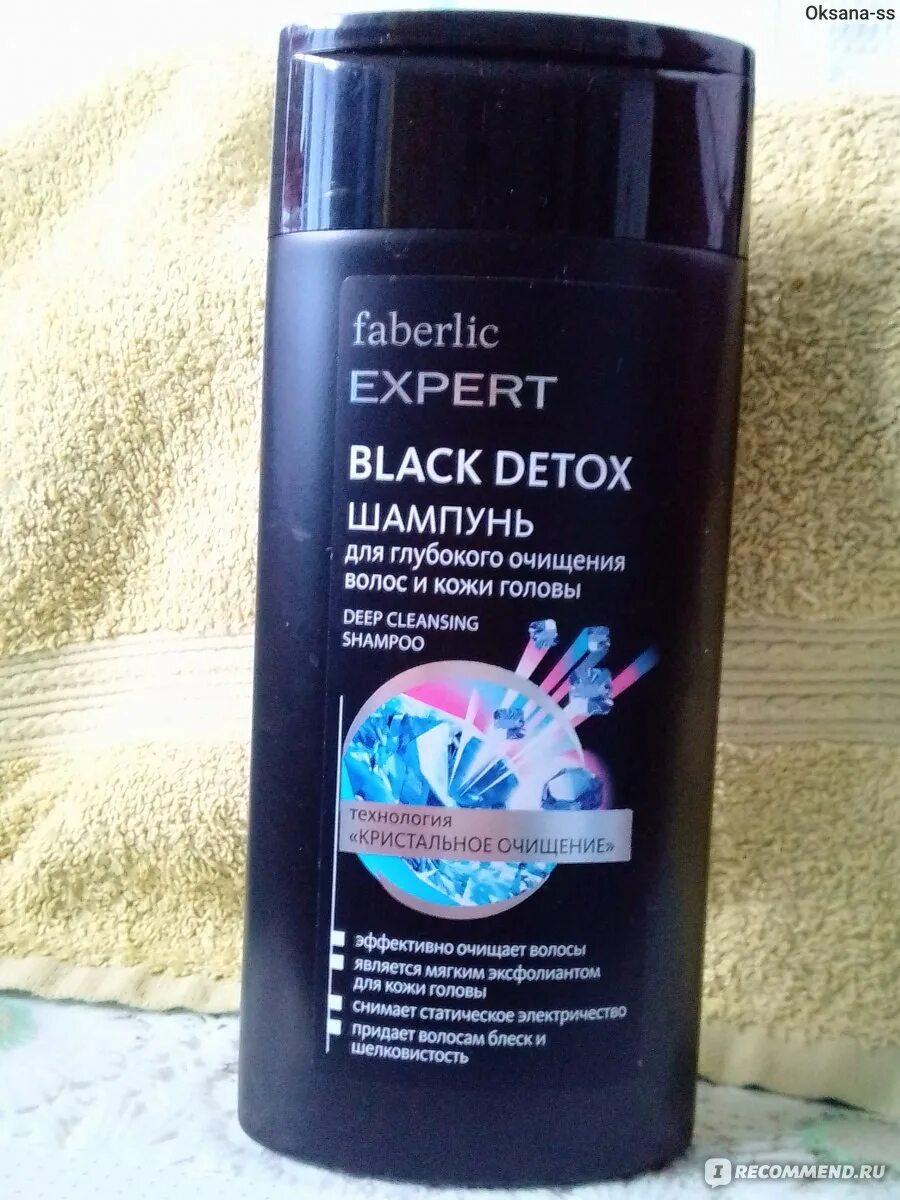 Oksana-ss
faberlic
EXPERT
BLACK DETOX
ШАМПУНЬ
для глубокого очищения
волос и кожи головы
DEEP CLEANSING
SHAMPOO
технология
«КРИСТАЛЬНОЕ ОЧИЩЕНИЕ»
эффективно очищает волосы
является мягким эксфолиантом
для кожи головы
снимает статическое электричество
придает волосам блеск и
шелковистость
I RECOMMEND.RU